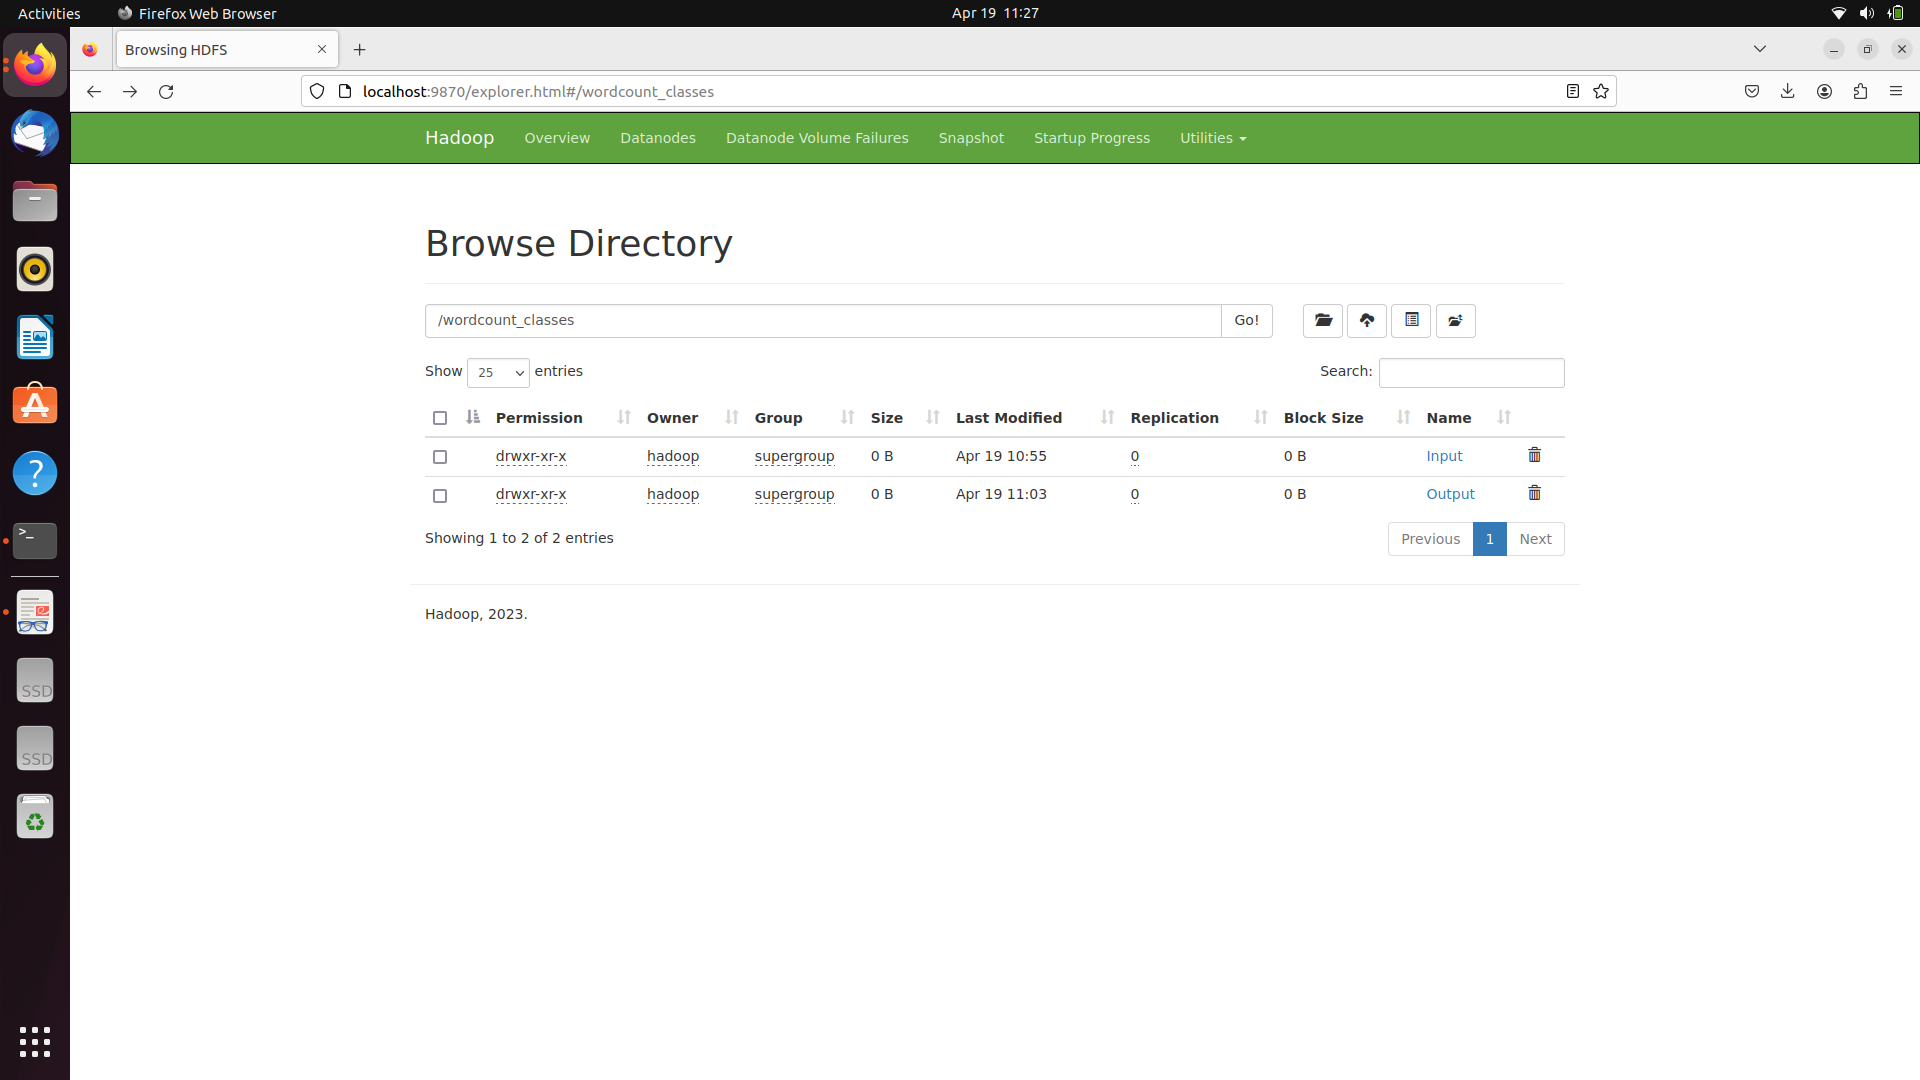 Activities
Firefox Web Browser
Apr 19 11:27
Browsing HDFS
localhost:9870/explorer.html#/wordcount_classes
Hadoop Overview Datanodes Datanode Volume Failures Snapshot Startup Progress Utilities
Browse Directory
/wordcount_classes Go!
Show 25 entries Search:
Permission Owner Group Size Last Modified Replication Block Size Name
drwxr-xr-x hadoop supergroup 0 B Apr 19 10:55 0 0 B Input
drwxr-xr-x hadoop supergroup 0 B Apr 19 11:03 0 0 B Output
Showing 1 to 2 of 2 entries Previous 1 Next
Hadoop, 2023.
>_
?
SSD
SSD